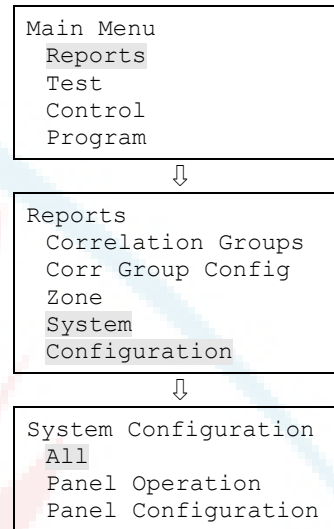 Main Menu
Reports
Test
Control
Program
⇩
Reports
Correlation Groups
Corr Group Config
Zone
System
Configuration
⇩
System Configuration
All
Panel Operation
Panel Configuration